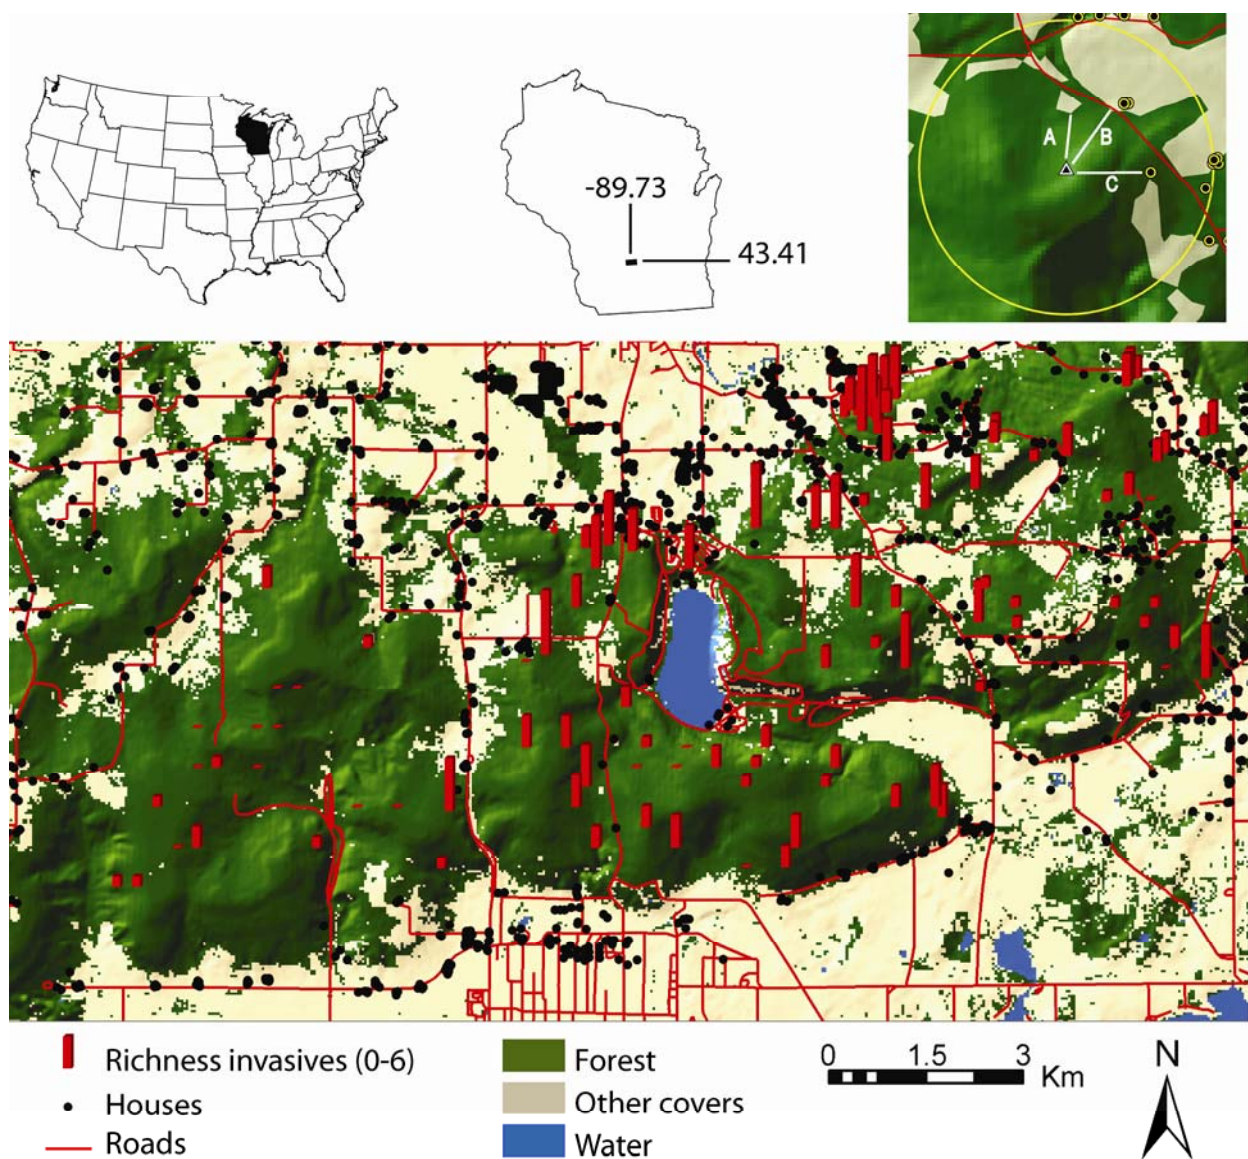 -89.73
43.41
A
B
C
Richness invasives (0-6)
Houses
Roads
Forest
Other covers
Water
0 1.5 3
Km
N